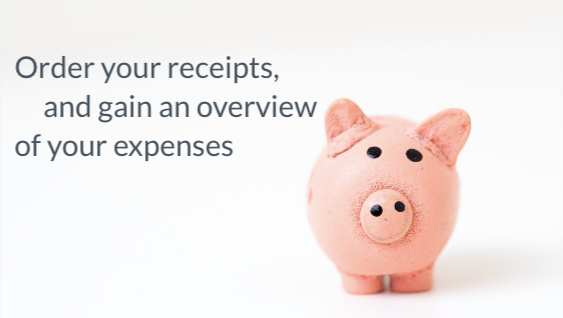 Order your receipts,
and gain an overview
of your expenses